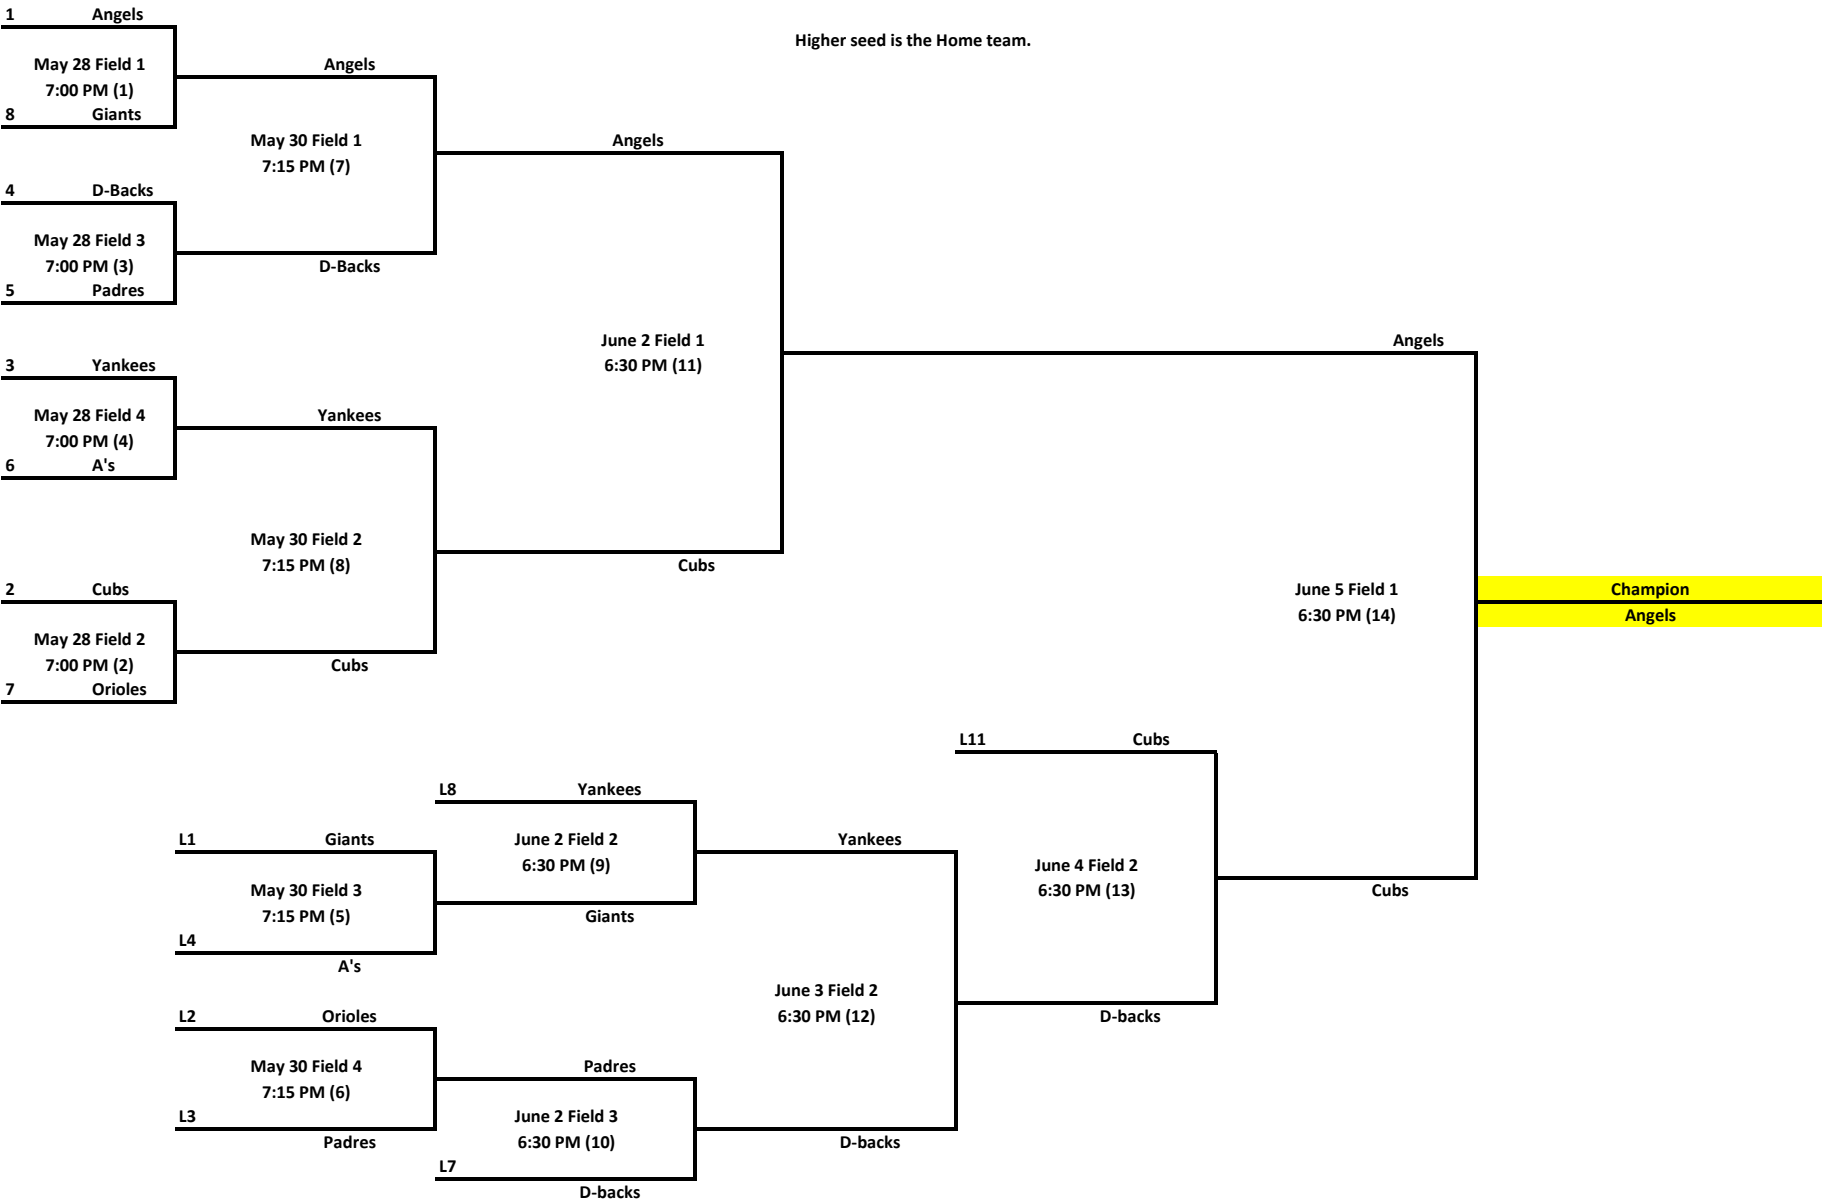 1 Angels
Higher seed is the Home team.
May 28 Field 1
7:00 PM (1)
8 Giants
Angels
May 30 Field 1
7:15 PM (7)
4 D-Backs
May 28 Field 3
7:00 PM (3)
5 Padres
D-Backs
Angels
3 Yankees
May 28 Field 4
7:00 PM (4)
6 A's
Yankees
May 30 Field 2
7:15 PM (8)
2 Cubs
May 28 Field 2
7:00 PM (2)
7 Orioles
Cubs
Cubs
June 2 Field 1
6:30 PM (11)
Angels
June 5 Field 1
6:30 PM (14)
Champion
Angels
L11 Cubs
L8 Yankees
L1 Giants
May 30 Field 3
7:15 PM (5)
L4
A's
June 2 Field 2
6:30 PM (9)
Giants
Yankees
L2 Orioles
May 30 Field 4
7:15 PM (6)
L3
Padres
Padres
June 2 Field 3
6:30 PM (10)
L7
D-backs
June 3 Field 2
6:30 PM (12)
D-backs
June 4 Field 2
6:30 PM (13)
D-backs
Cubs